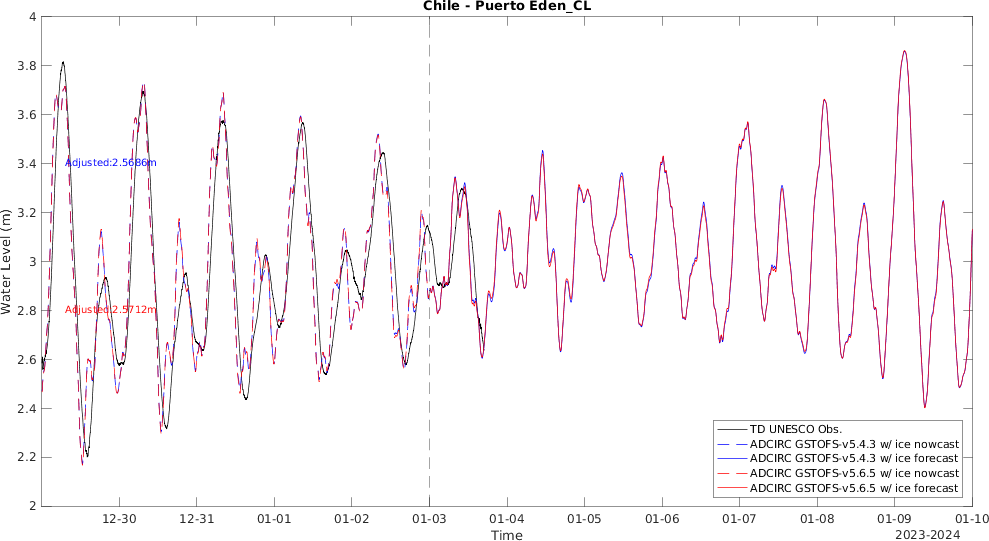 Chile - Puerto Eden_CL
4
3.8
3.6
3.4
3.2
3
2.8
2.6
2.4
2.2
2
Water Level (m)
Adjusted:2.5686m
Adjusted:2.5712m
TD UNESCO Obs.
ADCIRC GSTOFS-v5.4.3 w/ ice nowcast
ADCIRC GSTOFS-v5.4.3 w/ ice forecast
ADCIRC GSTOFS-v5.6.5 w/ ice nowcast
ADCIRC GSTOFS-v5.6.5 w/ ice forecast
12-30 12-31 01-01 01-02 01-03 01-04 01-05 01-06 01-07 01-08 01-09 01-10
Time
2023-2024